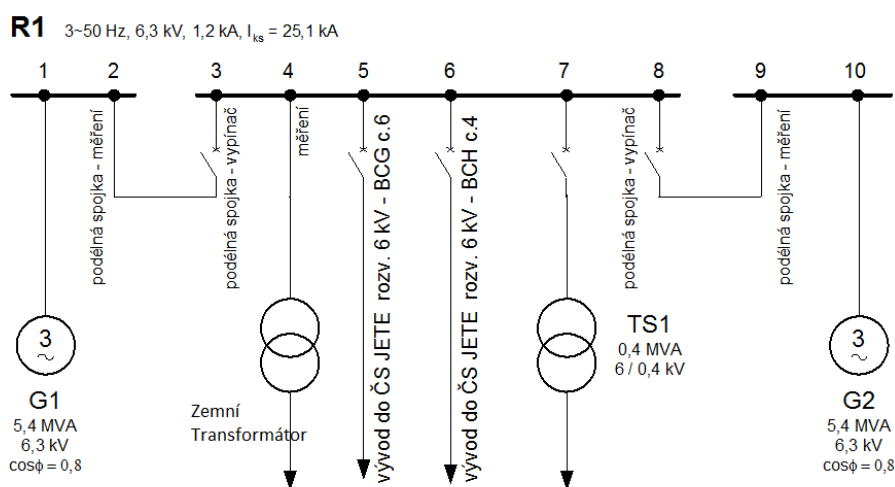 R1 3~50 Hz, 6,3 kV, 1,2 kA, Iks = 25,1 kA
1 2 3 4 5 6 7 8 9 10
podélná spojka - měření
podélná spojka - vypínač
měření
vývod do ČS JETE rozv. 6 kV - BCG c.6
vývod do ČS JETE rozv. 6 kV - BCH c.4
podélná spojka - vypínač
podélná spojka - měření
3
~
G1
5,4 MVA
6,3 kV
cosϕ = 0,8
Zemní
Transformátor
TS1
0,4 MVA
6 / 0,4 kV
3
~
G2
5,4 MVA
6,3 kV
cosϕ = 0,8